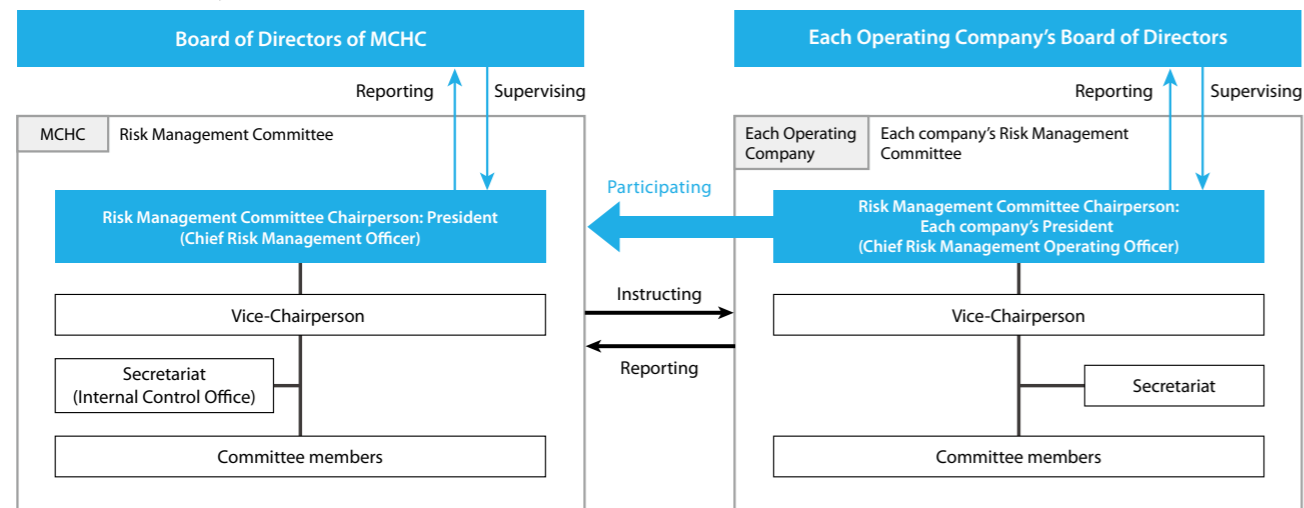 Board of Directors of MCHC
Reporting
Supervising
MCHC
Risk Management Committee
Risk Management Committee Chairperson: President
(Chief Risk Management Officer)
Vice-Chairperson
Secretariat
(Internal Control Office)
Committee members
Participating
Instructing
Reporting
Each Operating Company's Board of Directors
Reporting
Supervising
Each Operating
Company
Each company's Risk Management
Committee
Risk Management Committee Chairperson:
Each company's President
(Chief Risk Management Operating Officer)
Vice-Chairperson
Secretariat
Committee members